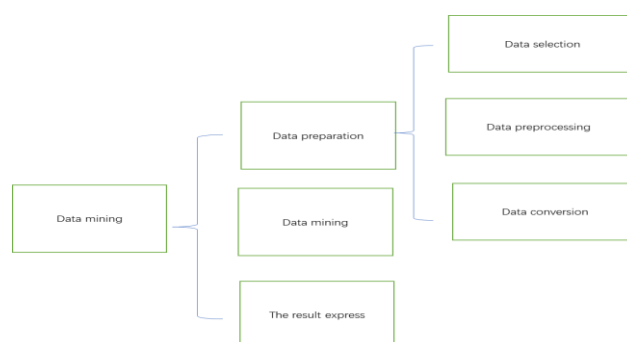 Data mining
Data preparation
Data mining
The result express
Data selection
Data preprocessing
Data conversion